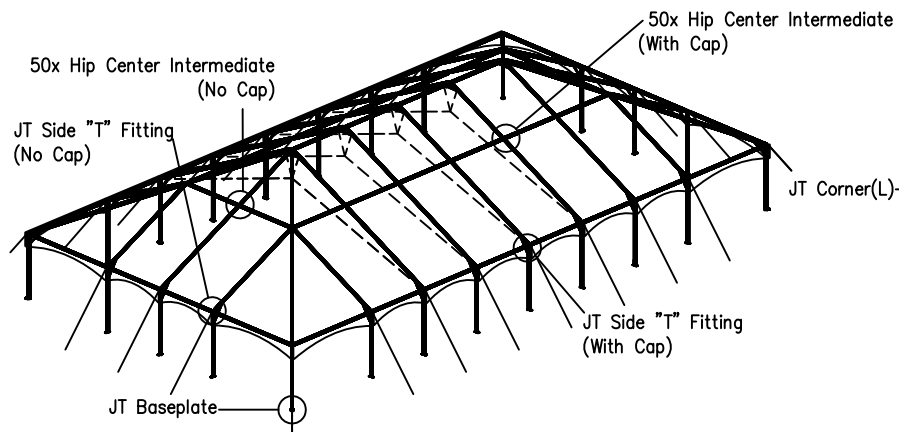 50x Hip Center Intermediate
(With Cap)
50x Hip Center Intermediate
(No Cap)
JT Side "T" Fitting
(No Cap)
JT Corner(L)-
JT Side "T" Fitting
(With Cap)
JT Baseplate